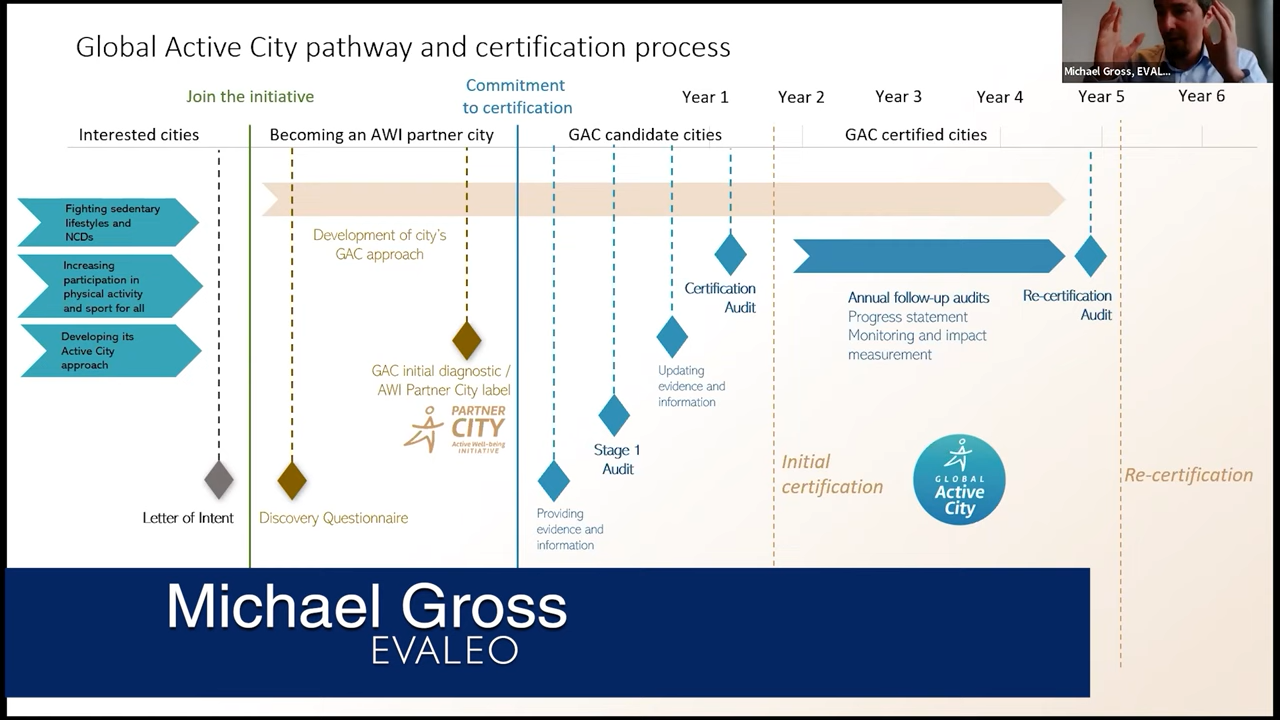 Global Active City pathway and certification process
Michael Gross, EVAL...
Join the initiative
Commitment
to certification
Year 1
Year 2
Year 3
Year 4
Year 5
Year 6
Interested cities
Becoming an AWI partner city
GAC candidate cities
GAC certified cities
Fighting sedentary
lifestyles and
NCDs
Increasing
participation in
physical activity
and sport for all
Developing its
Active City
approach
Development of city's
GAC approach
Certification
Audit
Annual follow-up audits
Progress statement
Monitoring and impact
measurement
Re-certification
Audit
GAC initial diagnostic /
AWI Partner City label
PARTNER
CITY
Active Well-being
INITIATIVE
Updating
evidence and
information
Stage 1
Audit
Initial
certification
GLOBAL
Active
City
Re-certification
Letter of Intent
Discovery Questionnaire
Providing
evidence and
information
Michael Gross
EVALEO